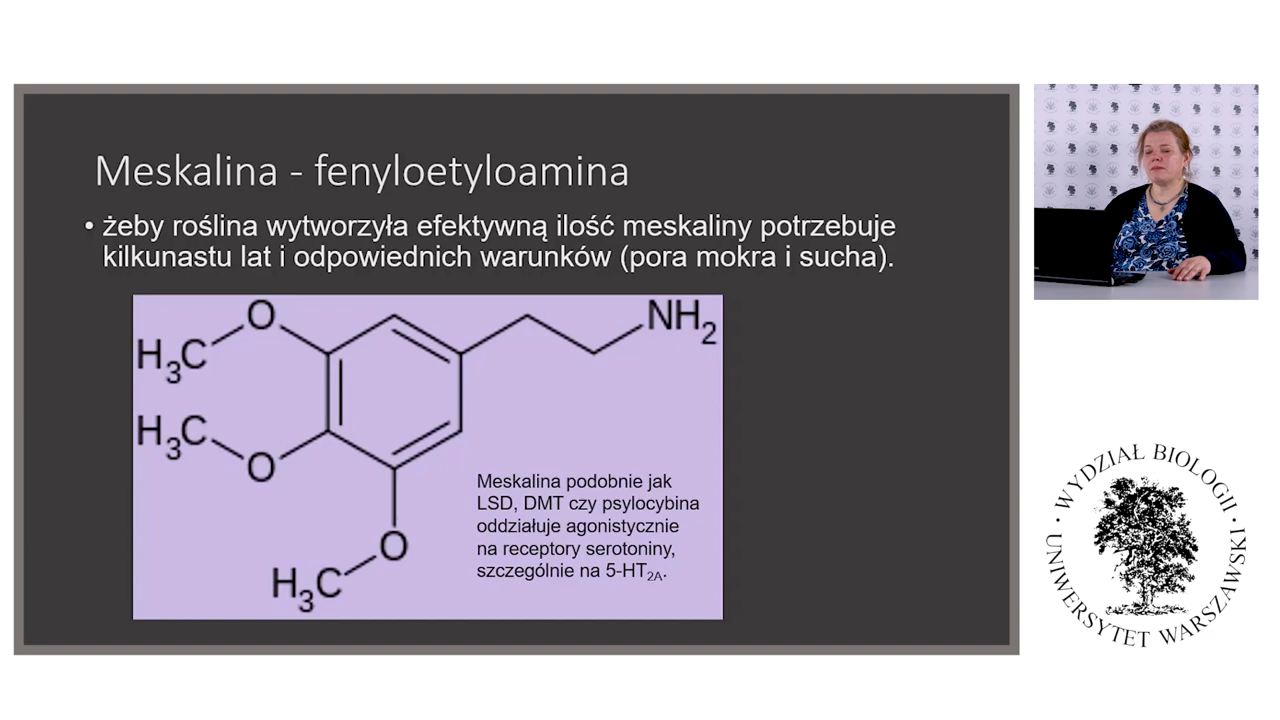 Meskalina - fenyloetyloamina
• żeby roślina wytworzyła efektywną ilość meskaliny potrzebuje
kilkunastu lat i odpowiednich warunków (pora mokra i sucha).
O
NH2
H3C
H3C
O
Meskalina podobnie jak
LSD, DMT czy psylocybina
oddziałuje agonistycznie
na receptory serotoniny,
szczególnie na 5-HT2A.
O
H3C
· WYDZIAŁ BIOLOGII ·
UNIWERSYTET WARSZAWSKI